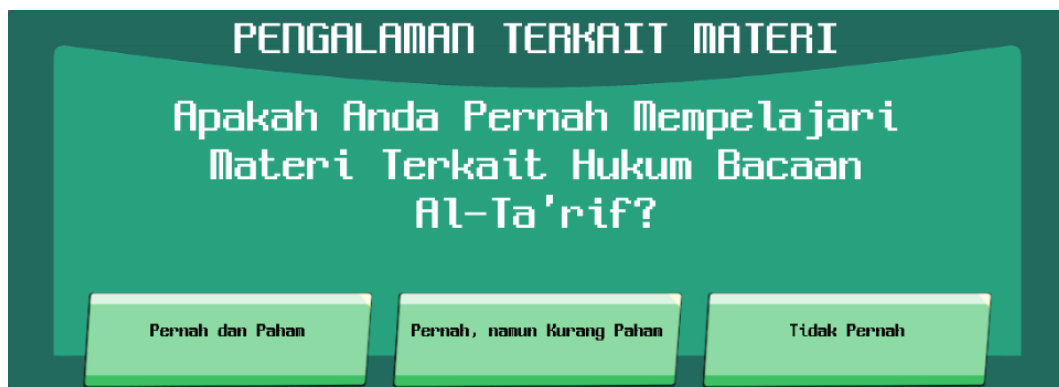 PENGALAMAN TERKAIT MATERI
Apakah Anda Pernah Mempelajari
Materi Terkait Hukum Bacaan
Al-Ta'rif?
Pernah dan Paham
Pernah, namun Kurang Paham
Tidak Pernah